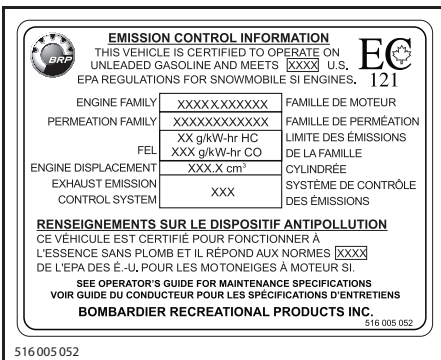 EMISSION CONTROL INFORMATION
THIS VEHICLE IS CERTIFIED TO OPERATE ON
UNLEADED GASOLINE AND MEETS XXXX U.S.
EPA REGULATIONS FOR SNOWMOBILE SI ENGINES.
BRP
EC
121
ENGINE FAMILY XXXXX.XXXXXX FAMILLE DE MOTEUR
PERMEATION FAMILY XXXXXXXXXXXX FAMILLE DE PERMÉATION
XX g/kW-hr HC LIMITE DES ÉMISSIONS
FEL XXX g/kW-hr CO DE LA FAMILLE
ENGINE DISPLACEMENT XXX.X cm³ CYLINDRÉE
EXHAUST EMISSION XXX SYSTÈME DE CONTRÔLE
CONTROL SYSTEM DES ÉMISSIONS
RENSEIGNEMENTS SUR LE DISPOSITIF ANTIPOLLUTION
CE VÉHICULE EST CERTIFIÉ POUR FONCTIONNER À
L'ESSENCE SANS PLOMB ET IL RÉPOND AUX NORMES XXXX
DE L'EPA DES É.-U. POUR LES MOTONEIGES À MOTEUR SI.
SEE OPERATOR'S GUIDE FOR MAINTENANCE SPECIFICATIONS
VOIR GUIDE DU CONDUCTEUR POUR LES SPÉCIFICATIONS D'ENTRETIENS
BOMBARDIER RECREATIONAL PRODUCTS INC.
516 005 052
516 005 052